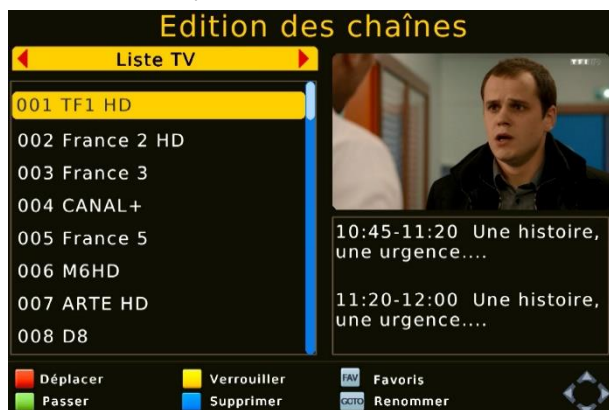 Edition des chaînes
Liste TV
001 TF1 HD
002 France 2 HD
003 France 3
004 CANAL+
005 France 5
006 M6HD
007 ARTE HD
008 D8
10:45-11:20 Une histoire,
une urgence....
11:20-12:00 Une histoire,
une urgence....
Déplacer
Verrouiller
FAV Favoris
Passer
Supprimer
GOTO Renommer